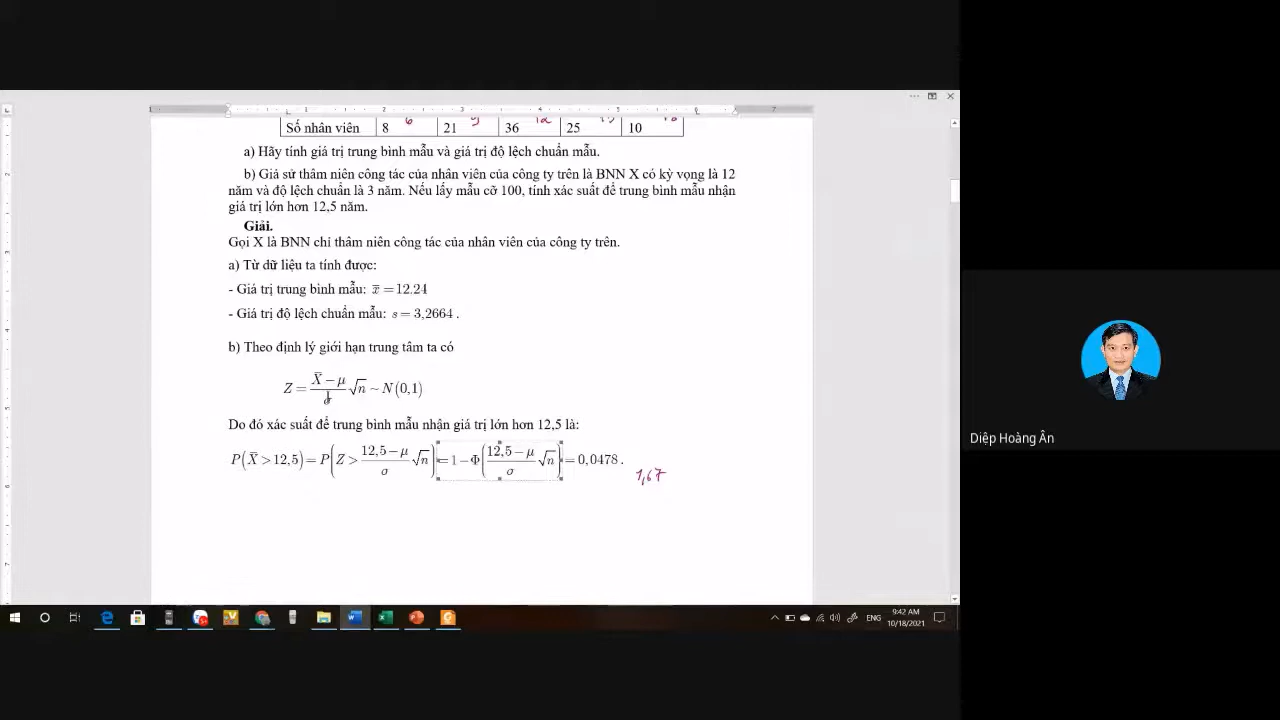 6 9 12 15 18
Số nhân viên 8 21 36 25 10
a) Hãy tính giá trị trung bình mẫu và giá trị độ lệch chuẩn mẫu.
b) Giả sử thâm niên công tác của nhân viên của công ty trên là BNN X có kỳ vọng là 12
năm và độ lệch chuẩn là 3 năm. Nếu lấy mẫu cỡ 100, tính xác suất để trung bình mẫu nhận
giá trị lớn hơn 12,5 năm.
Giải.
Gọi X là BNN chỉ thâm niên công tác của nhân viên của công ty trên.
a) Từ dữ liệu ta tính được:
- Giá trị trung bình mẫu: x̄ = 12.24
- Giá trị độ lệch chuẩn mẫu: s = 3,2664 .
b) Theo định lý giới hạn trung tâm ta có
Z = (X̄ − μ)/σ √n ~ N(0,1)
Do đó xác suất để trung bình mẫu nhận giá trị lớn hơn 12,5 là:
P(X̄ > 12,5) = P(Z > (12,5 − μ)/σ √n) = 1 − Φ((12,5 − μ)/σ √n) = 0,0478 .
1,67
Diệp Hoàng Ân
ENG
9:42 AM
10/18/2021